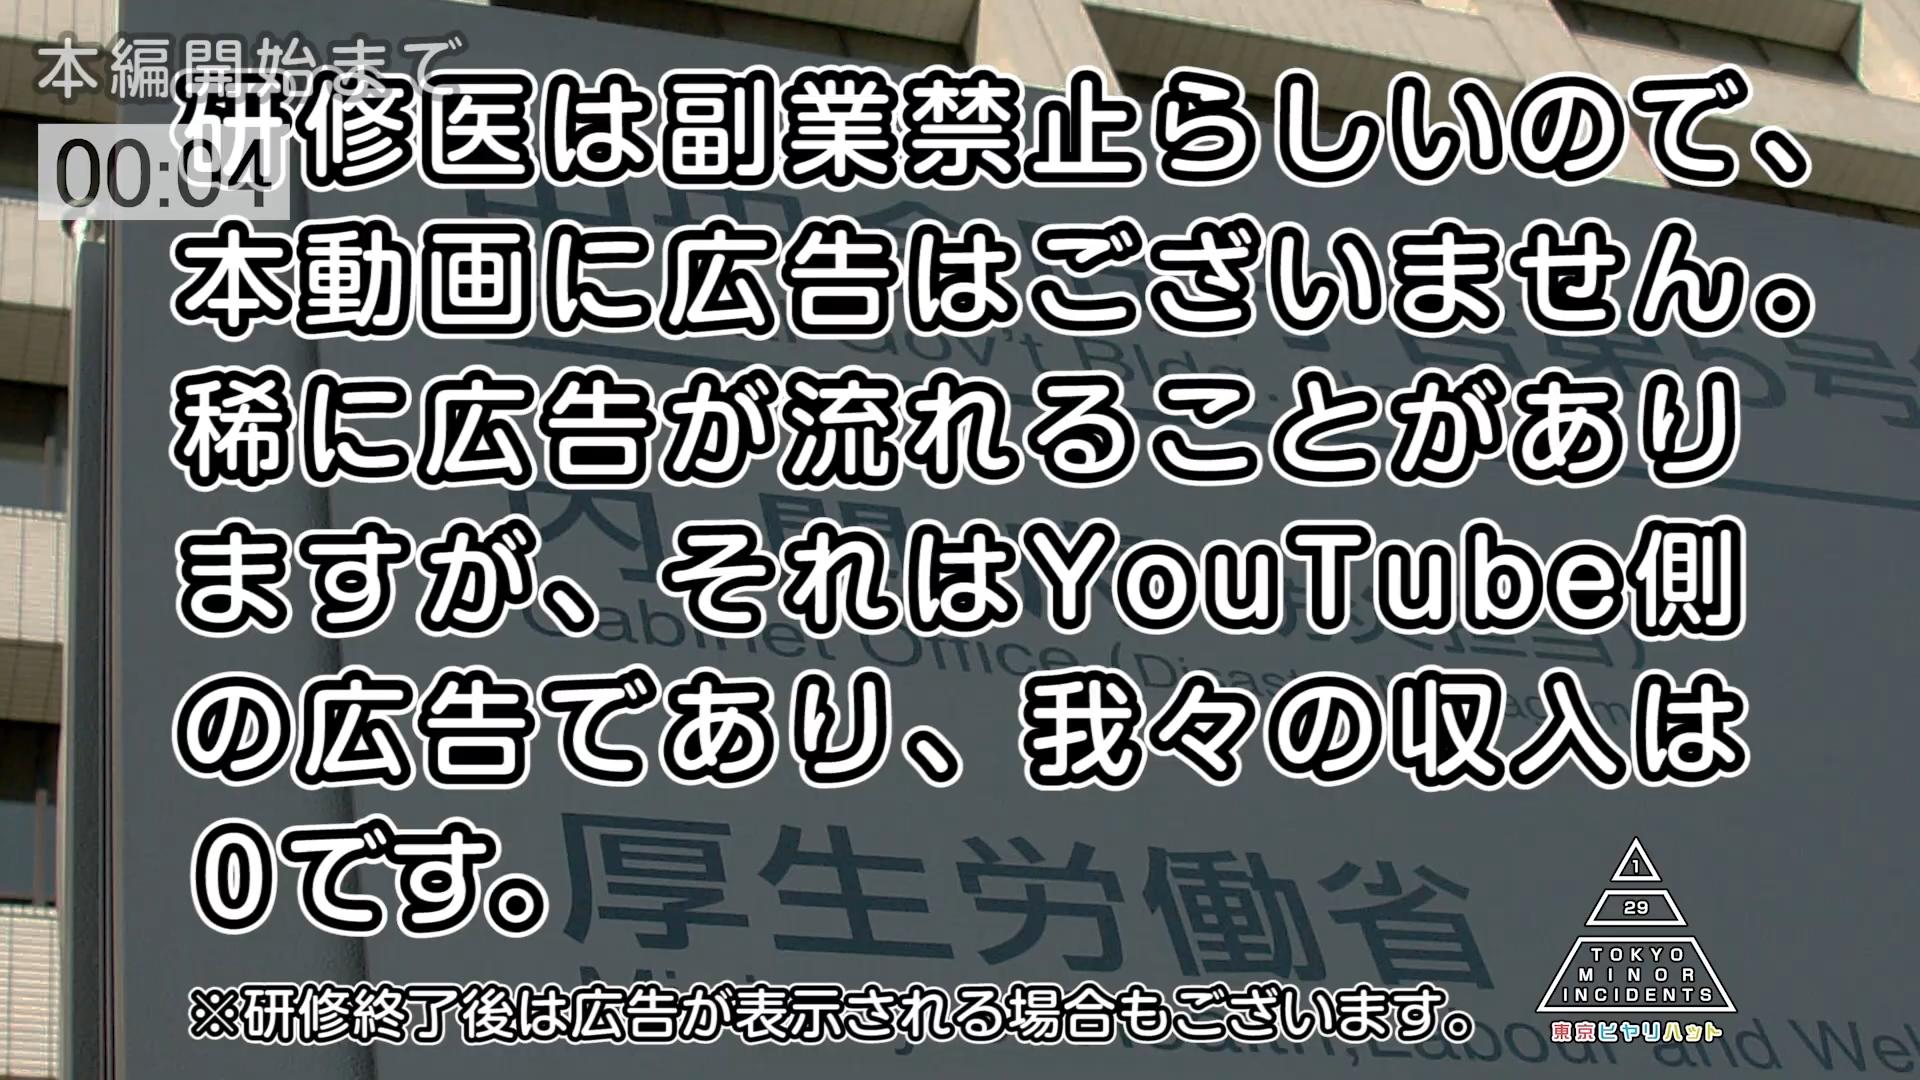 本編開始まで
00:04
研修医は副業禁止らしいので、
本動画に広告はございません。
稀に広告が流れることがあり
ますが、それはYouTube側
の広告であり、我々の収入は
0です。
厚生労働省
※研修終了後は広告が表示される場合もございます。
1
29
TOKYO
MINOR
INCIDENTS
東京ヒヤリハット